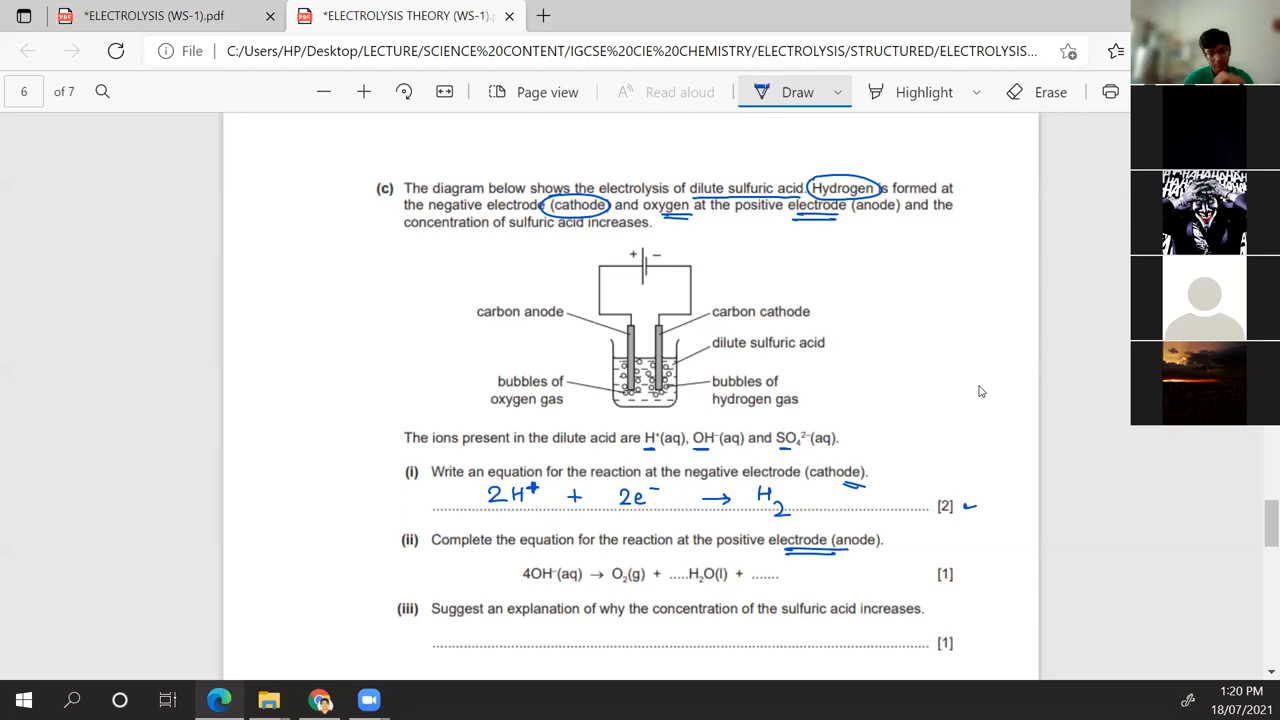 *ELECTROLYSIS (WS-1).pdf
*ELECTROLYSIS THEORY (WS-1)
File
C:/Users/HP/Desktop/LECTURE/SCIENCE%20CONTENT/IGCSE%20CIE%20CHEMISTRY/ELECTROLYSIS/STRUCTURED/ELECTROLYSIS...
6 of 7
Page view
Read aloud
Draw
Highlight
Erase
(c) The diagram below shows the electrolysis of dilute sulfuric acid. Hydrogen is formed at
the negative electrode (cathode) and oxygen at the positive electrode (anode) and the
concentration of sulfuric acid increases.
+ −
carbon anode
carbon cathode
dilute sulfuric acid
bubbles of
oxygen gas
bubbles of
hydrogen gas
The ions present in the dilute acid are H⁺(aq), OH⁻(aq) and SO₄²⁻(aq).
(i) Write an equation for the reaction at the negative electrode (cathode).
2H⁺ + 2e⁻ → H₂
[2]
(ii) Complete the equation for the reaction at the positive electrode (anode).
4OH⁻(aq) → O₂(g) + .....H₂O(l) + ....... [1]
(iii) Suggest an explanation of why the concentration of the sulfuric acid increases.
[1]
HAHAHA
1:20 PM
18/07/2021